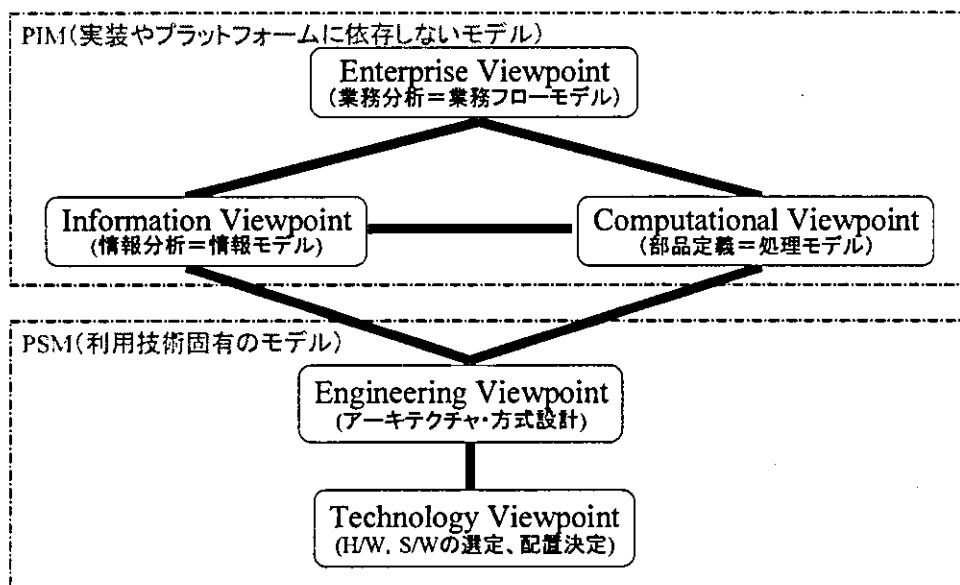 PIM(実装やプラットフォームに依存しないモデル)
Enterprise Viewpoint
(業務分析＝業務フローモデル)
Information Viewpoint
(情報分析＝情報モデル)
Computational Viewpoint
(部品定義＝処理モデル)
PSM(利用技術固有のモデル)
Engineering Viewpoint
(アーキテクチャ・方式設計)
Technology Viewpoint
(H/W, S/Wの選定、配置決定)